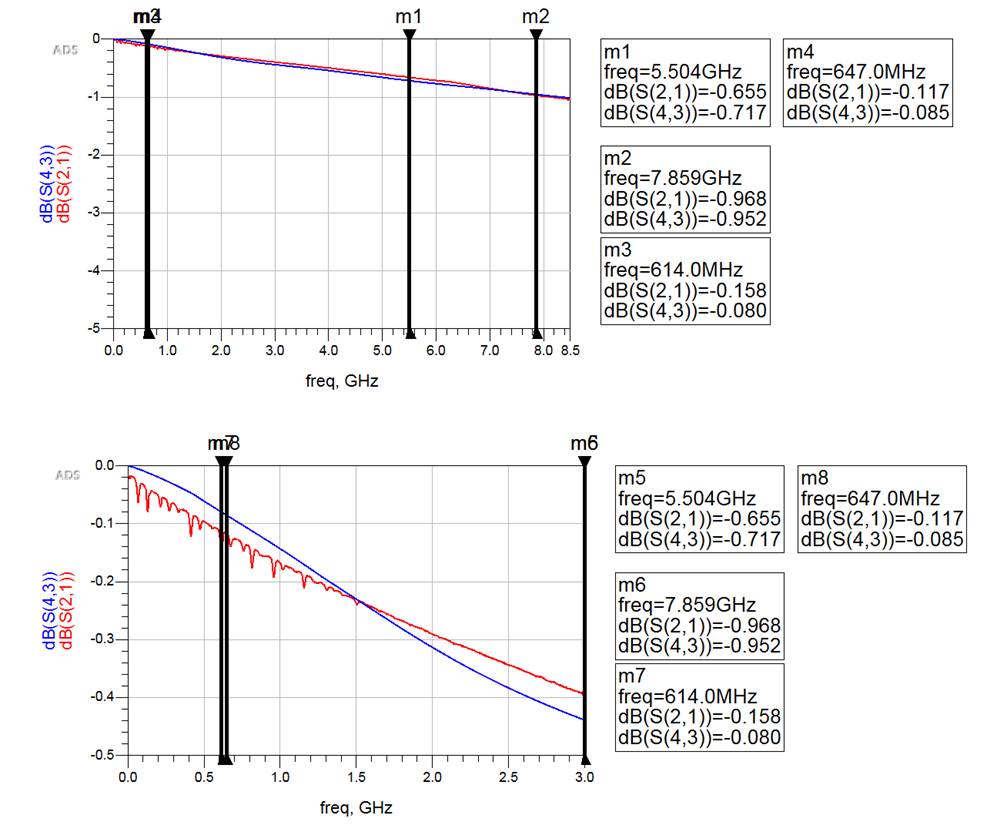 m3
m4
m1
m2
ADS
0
-1
-2
-3
-4
-5
dB(S(4,3))
dB(S(2,1))
0.0 1.0 2.0 3.0 4.0 5.0 6.0 7.0 8.0 8.5
freq, GHz
m1
freq=5.504GHz
dB(S(2,1))=-0.655
dB(S(4,3))=-0.717
m4
freq=647.0MHz
dB(S(2,1))=-0.117
dB(S(4,3))=-0.085
m2
freq=7.859GHz
dB(S(2,1))=-0.968
dB(S(4,3))=-0.952
m3
freq=614.0MHz
dB(S(2,1))=-0.158
dB(S(4,3))=-0.080
m7
m8
m6
ADS
0.0
-0.1
-0.2
-0.3
-0.4
-0.5
dB(S(4,3))
dB(S(2,1))
0.0 0.5 1.0 1.5 2.0 2.5 3.0
freq, GHz
m5
freq=5.504GHz
dB(S(2,1))=-0.655
dB(S(4,3))=-0.717
m8
freq=647.0MHz
dB(S(2,1))=-0.117
dB(S(4,3))=-0.085
m6
freq=7.859GHz
dB(S(2,1))=-0.968
dB(S(4,3))=-0.952
m7
freq=614.0MHz
dB(S(2,1))=-0.158
dB(S(4,3))=-0.080